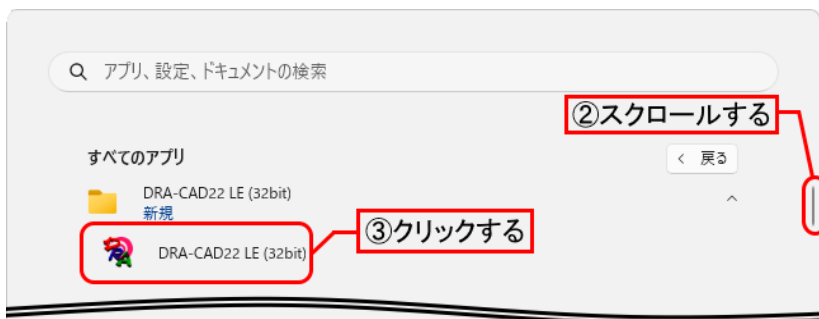 アプリ、設定、ドキュメントの検索
②スクロールする
すべてのアプリ
戻る
DRA-CAD22 LE (32bit)
新規
③クリックする
DRA-CAD22 LE (32bit)